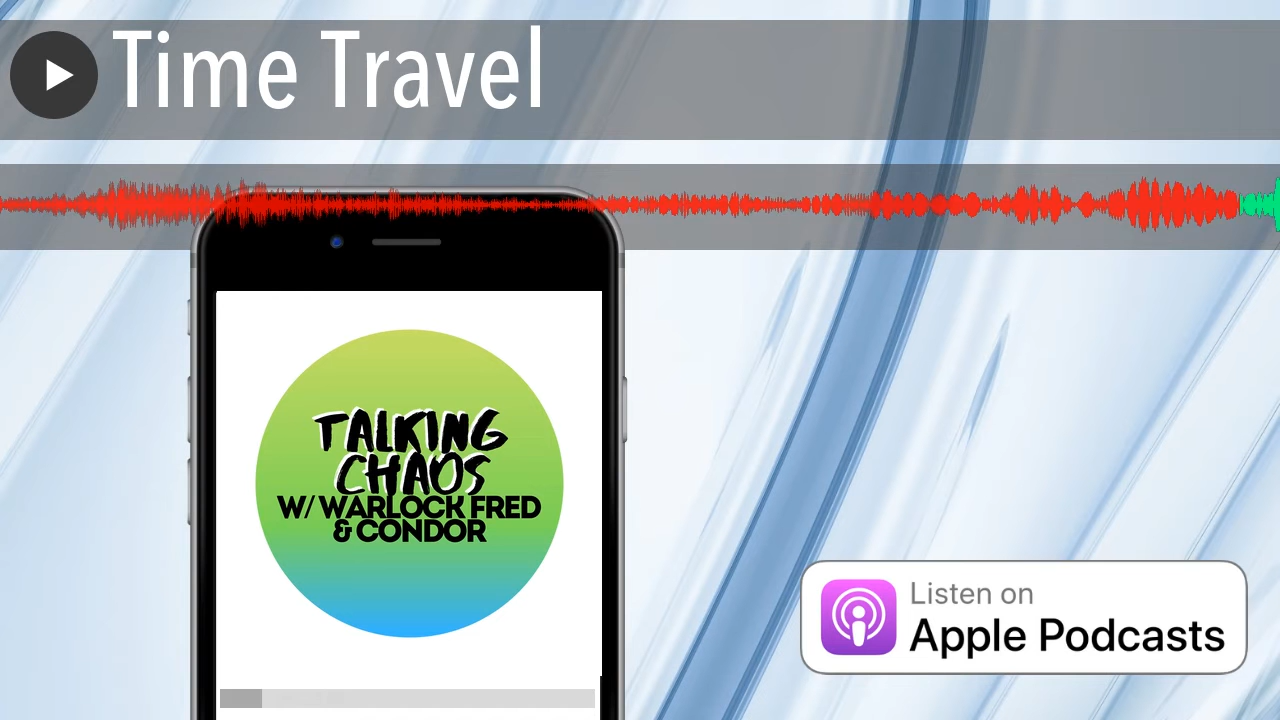 Time Travel
TALKING
CHAOS
W/ WARLOCK FRED
& CONDOR
Listen on
Apple Podcasts